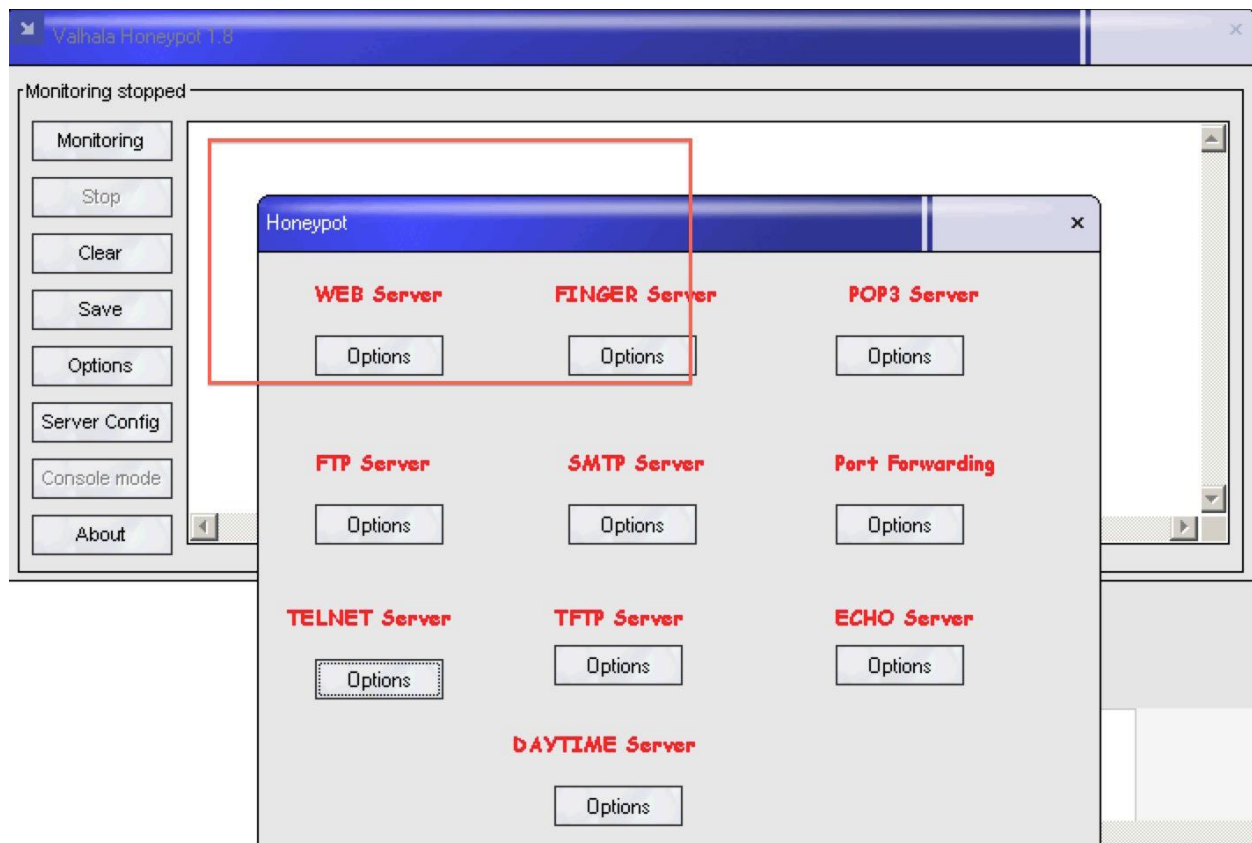 Valhala Honeypot 1.8
Monitoring stopped
Monitoring
Stop
Clear
Save
Options
Server Config
Console mode
About
Honeypot
WEB Server FINGER Server POP3 Server
Options Options Options
FTP Server SMTP Server Port Forwarding
Options Options Options
TELNET Server TFTP Server ECHO Server
Options Options Options
DAYTIME Server
Options